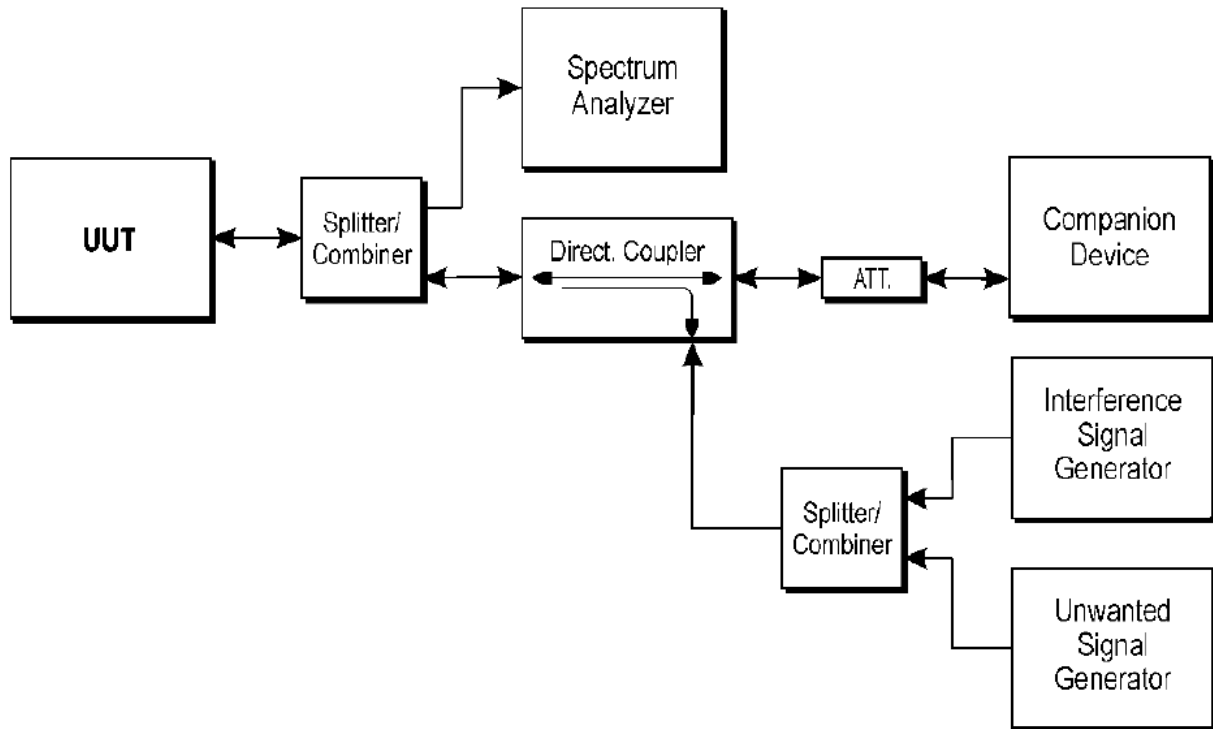 Spectrum
Analyzer
UUT
Splitter/
Combiner
Direct. Coupler
ATT.
Companion
Device
Interference
Signal
Generator
Splitter/
Combiner
Unwanted
Signal
Generator